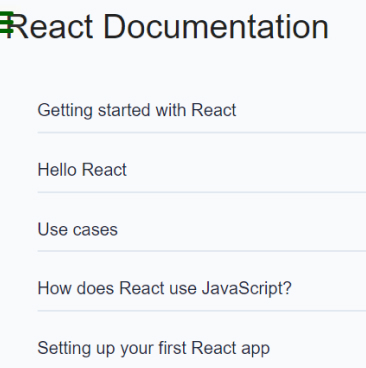 React Documentation
Getting started with React
Hello React
Use cases
How does React use JavaScript?
Setting up your first React app